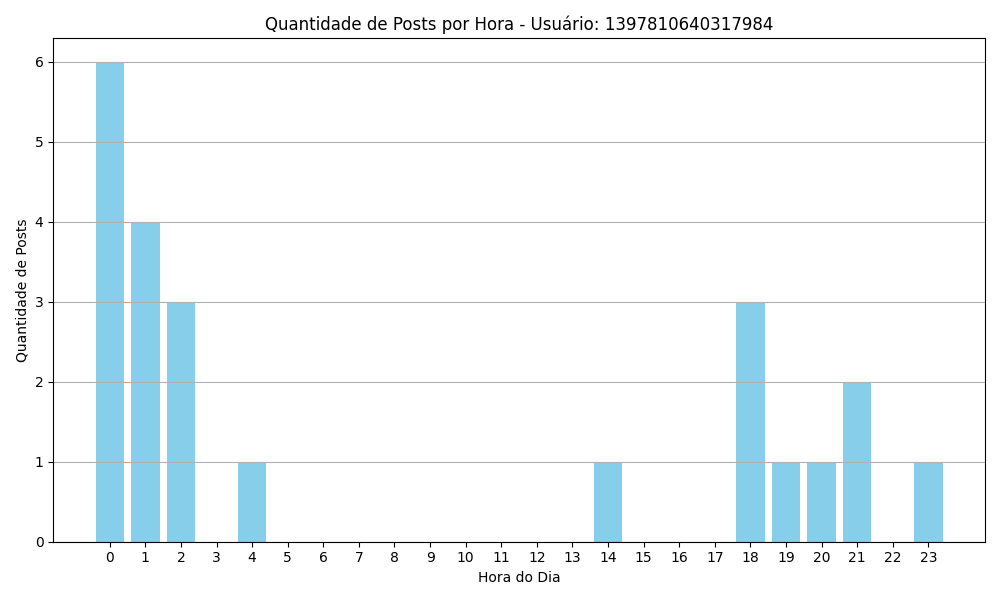 Quantidade de Posts por Hora - Usuário: 1397810640317984
Quantidade de Posts
6
5
4
3
2
1
0
0 1 2 3 4 5 6 7 8 9 10 11 12 13 14 15 16 17 18 19 20 21 22 23
Hora do Dia